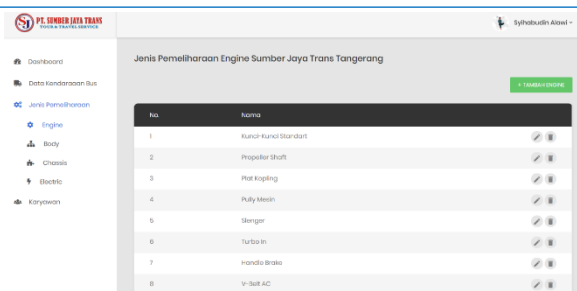 PT. SUMBER JAYA TRANS
TOUR & TRAVEL SERVICE
Syihabudin Alawi
Dashboard
Data Kendaraaan Bus
Jenis Pemeliharaan
Engine
Body
Chassis
Electric
Karyawan
Jenis Pemeliharaan Engine Sumber Jaya Trans Tangerang
+ TAMBAH ENGINE
No. Nama
1 Kunci-Kunci Standart
2 Propeller Shaft
3 Plat Kopling
4 Pully Mesin
5 Slenger
6 Turbo In
7 Handle Brake
8 V-Belt AC